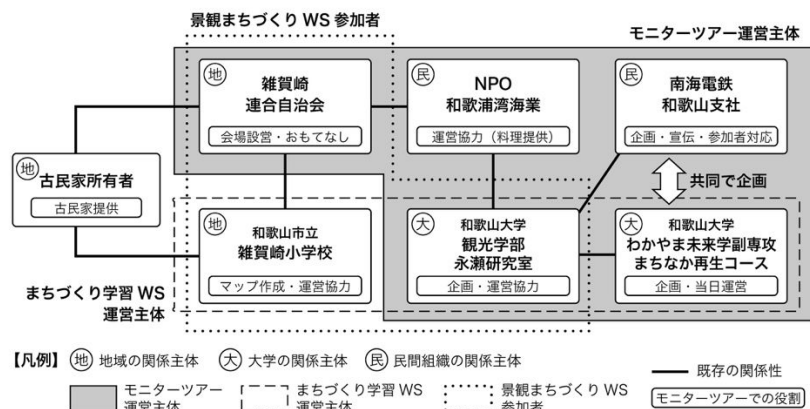 景観まちづくり WS 参加者
モニターツアー運営主体
地
雑賀崎
連合自治会
会場設営・おもてなし
民
NPO
和歌浦湾海業
運営協力（料理提供）
民
南海電鉄
和歌山支社
企画・宣伝・参加者対応
地
古民家所有者
古民家提供
共同で企画
地
和歌山市立
雑賀崎小学校
マップ作成・運営協力
大
和歌山大学
観光学部
永瀬研究室
企画・運営協力
大
和歌山大学
わかやま未来学副専攻
まちなか再生コース
企画・当日運営
まちづくり学習 WS
運営主体
【凡例】 地 地域の関係主体 大 大学の関係主体 民 民間組織の関係主体
既存の関係性
モニターツアー
運営主体
まちづくり学習 WS
運営主体
景観まちづくり WS
参加者
モニターツアーでの役割